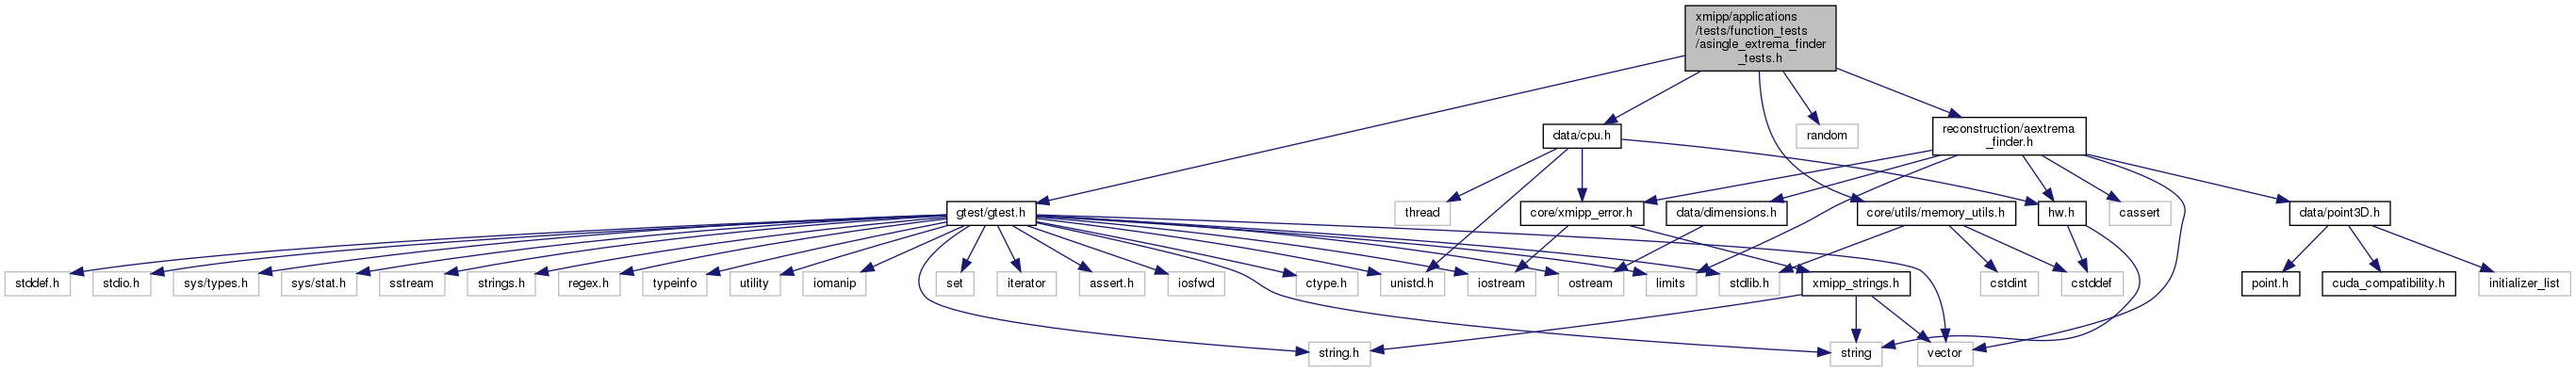 xmipp/applications
/tests/function_tests
/asingle_extrema_finder
_tests.h
data/cpu.h
random
reconstruction/aextrema
_finder.h
gtest/gtest.h
thread
core/xmipp_error.h
data/dimensions.h
core/utils/memory_utils.h
hw.h
cassert
data/point3D.h
stddef.h
stdio.h
sys/types.h
sys/stat.h
sstream
strings.h
regex.h
typeinfo
utility
iomanip
set
iterator
assert.h
iosfwd
ctype.h
unistd.h
iostream
ostream
limits
stdlib.h
xmipp_strings.h
cstdint
cstddef
point.h
cuda_compatibility.h
initializer_list
string.h
string
vector